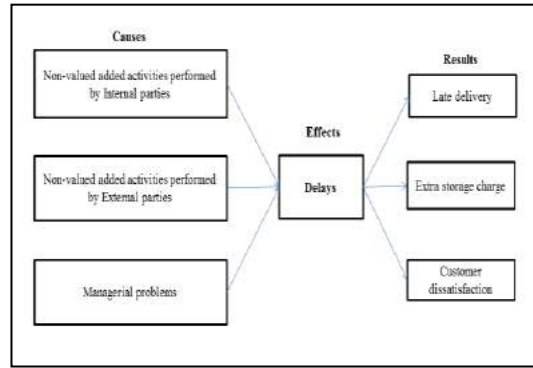 Causes
Non-valued added activities performed
by Internal parties
Non-valued added activities performed
by External parties
Managerial problems
Effects
Delays
Results
Late delivery
Extra storage charge
Customer
dissatisfaction